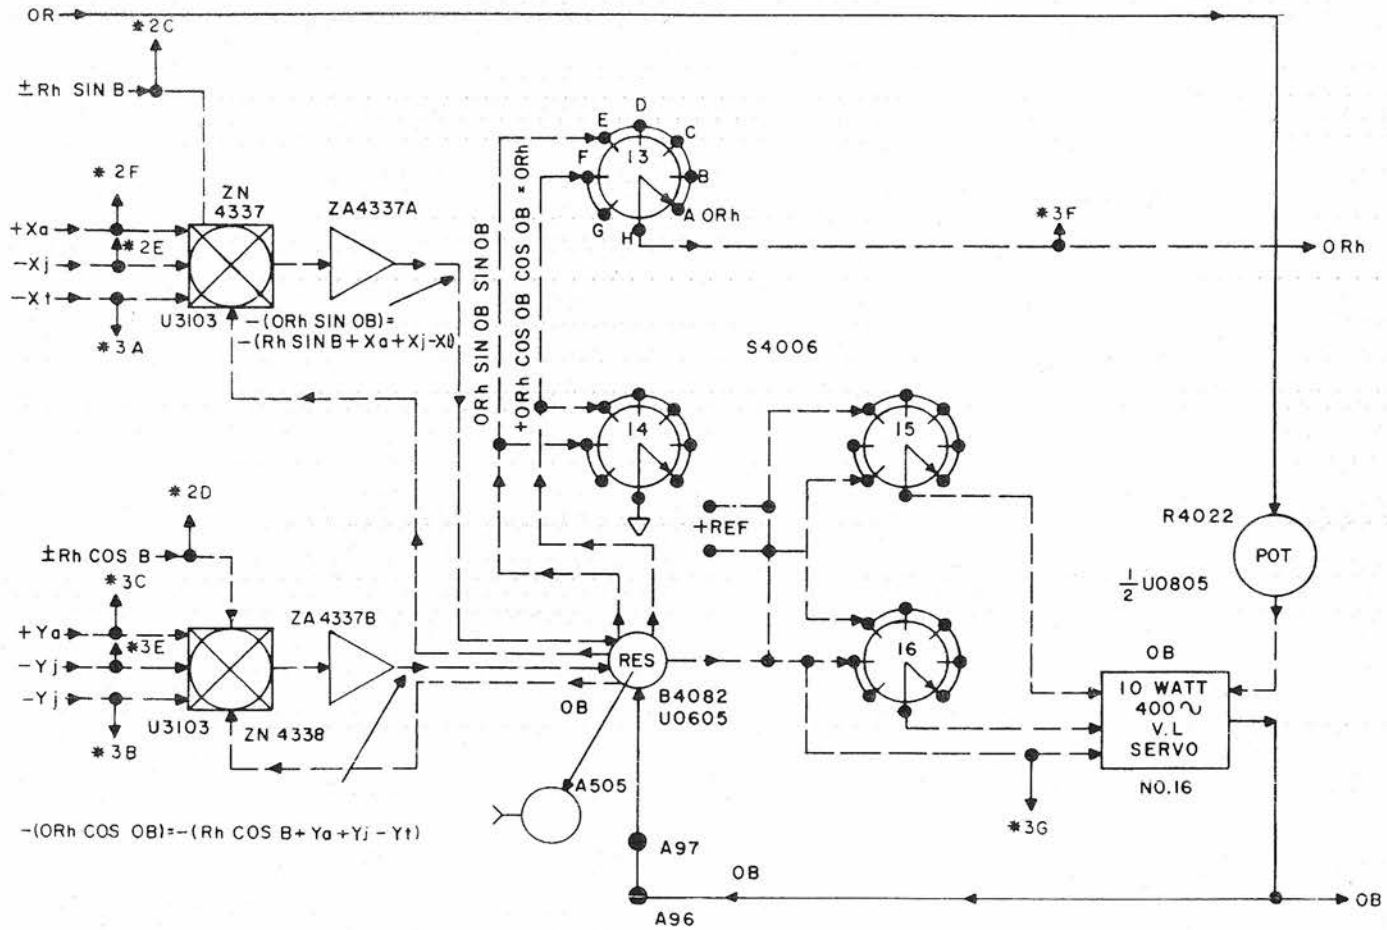 OR
*2C
±Rh SIN B
*2F
ZN
4337
ZA4337A
+Xa
*2E
-Xj
-Xt
U3103
*3A
-(ORh SIN OB)=
-(Rh SIN B+Xa+Xj-Xt)
ORh SIN OB SIN OB
+ORh COS OB COS OB = ORh
E
D
C
F
13
B
G
H
A ORh
*3F
ORh
S4006
14
15
+REF
R4022
POT
1/2 U0805
*2D
±Rh COS B
*3C
ZA4337B
+Ya
*3E
-Yj
-Yj
U3103
ZN 4338
*3B
RES
OB
B4082
U0605
16
OB
10 WATT
400 ~
V.L
SERVO
NO.16
A505
*3G
-(ORh COS OB)=-(Rh COS B+Ya+Yj-Yt)
A97
OB
A96
OB